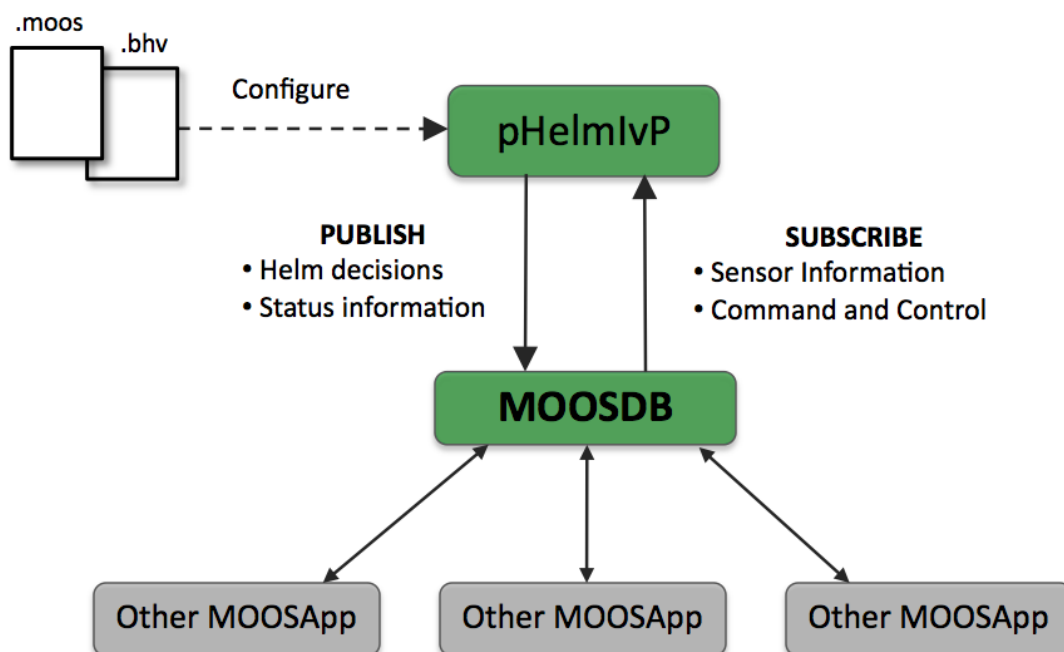 .moos
.bhv
Configure
pHelmIvP
PUBLISH
• Helm decisions
• Status information
SUBSCRIBE
• Sensor Information
• Command and Control
MOOSDB
Other MOOSApp
Other MOOSApp
Other MOOSApp